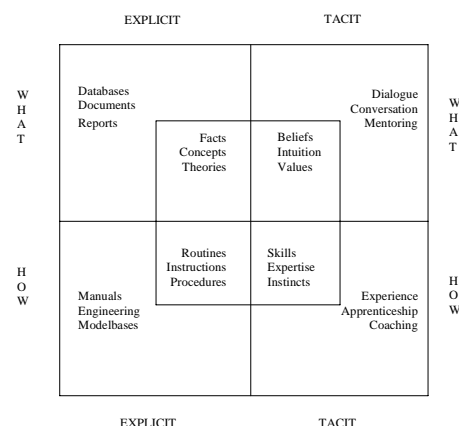 EXPLICIT TACIT
W
H
A
T
Databases
Documents
Reports
Dialogue
Conversation
Mentoring
W
H
A
T
Facts
Concepts
Theories
Beliefs
Intuition
Values
H
O
W
Routines
Instructions
Procedures
Skills
Expertise
Instincts
H
O
W
Manuals
Engineering
Modelbases
Experience
Apprenticeship
Coaching
EXPLICIT TACIT